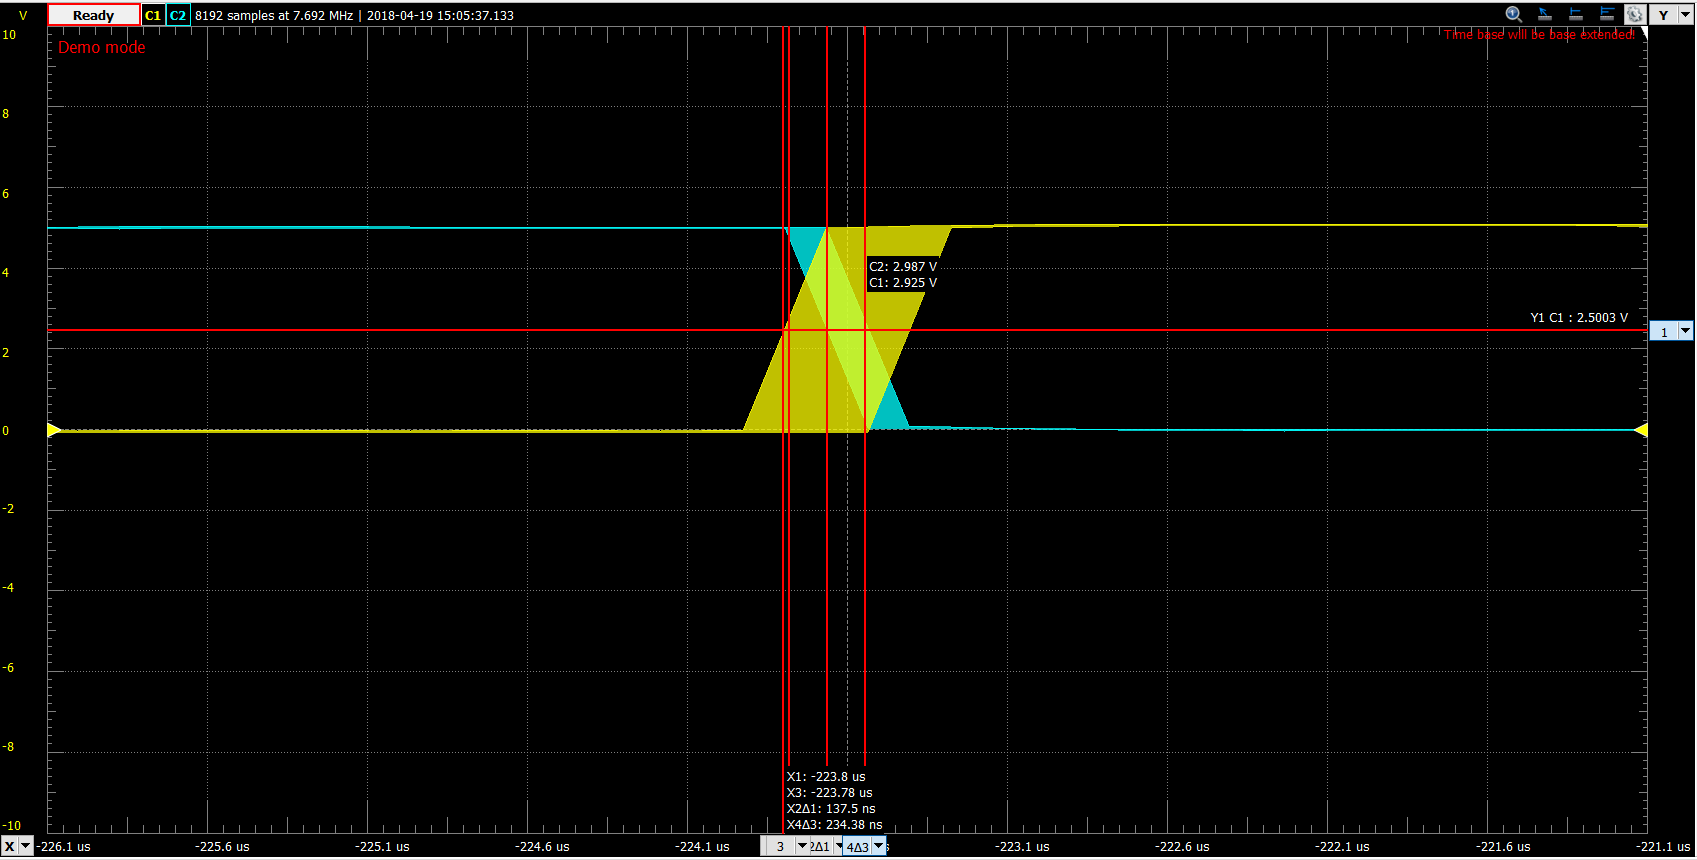 V Ready C1 C2 8192 samples at 7.692 MHz | 2018-04-19 15:05:37.133 Y
10
Demo mode
Time base will be base extended!
8
6
4
C2: 2.987 V
C1: 2.925 V
Y1 C1 : 2.5003 V
1
2
0
-2
-4
-6
-8
X1: -223.8 us
X3: -223.78 us
X2Δ1: 137.5 ns
X4Δ3: 234.38 ns
-10
X -226.1 us -225.6 us -225.1 us -224.6 us -224.1 us 3 2Δ1 4Δ3 -223.1 us -222.6 us -222.1 us -221.6 us -221.1 us